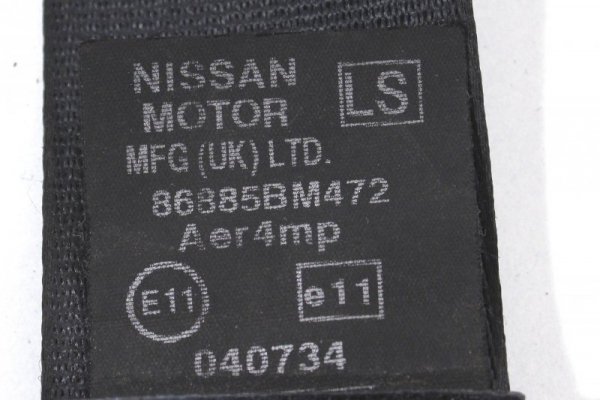 NISSAN LS
MOTOR
MFG (UK) LTD.
86885BM472
Aer4mp
E11 e11
040734